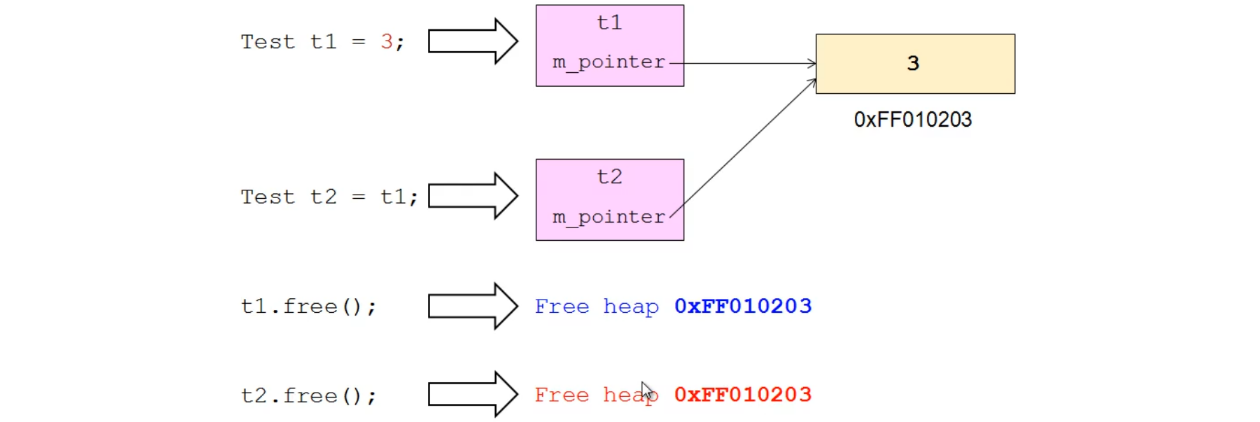 Test t1 = 3;
t1
m_pointer
3
0xFF010203
Test t2 = t1;
t2
m_pointer
t1.free();
Free heap 0xFF010203
t2.free();
Free heap 0xFF010203